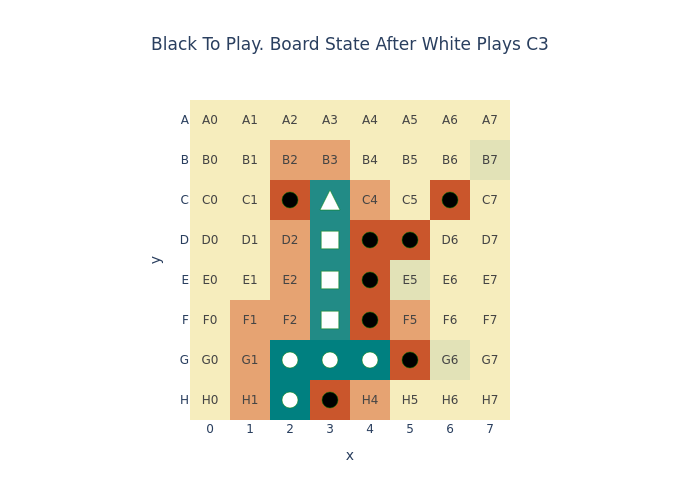 Black To Play. Board State After White Plays C3
A A0 A1 A2 A3 A4 A5 A6 A7
B B0 B1 B2 B3 B4 B5 B6 B7
C C0 C1 C4 C5 C7
D D0 D1 D2 D6 D7
y
E E0 E1 E2 E5 E6 E7
F F0 F1 F2 F5 F6 F7
G G0 G1 G6 G7
H H0 H1 H4 H5 H6 H7
0 1 2 3 4 5 6 7
x